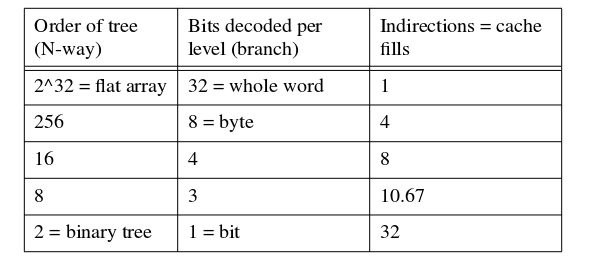 Order of tree Bits decoded per Indirections = cache
(N-way) level (branch) fills
2^32 = flat array 32 = whole word 1
256 8 = byte 4
16 4 8
8 3 10.67
2 = binary tree 1 = bit 32